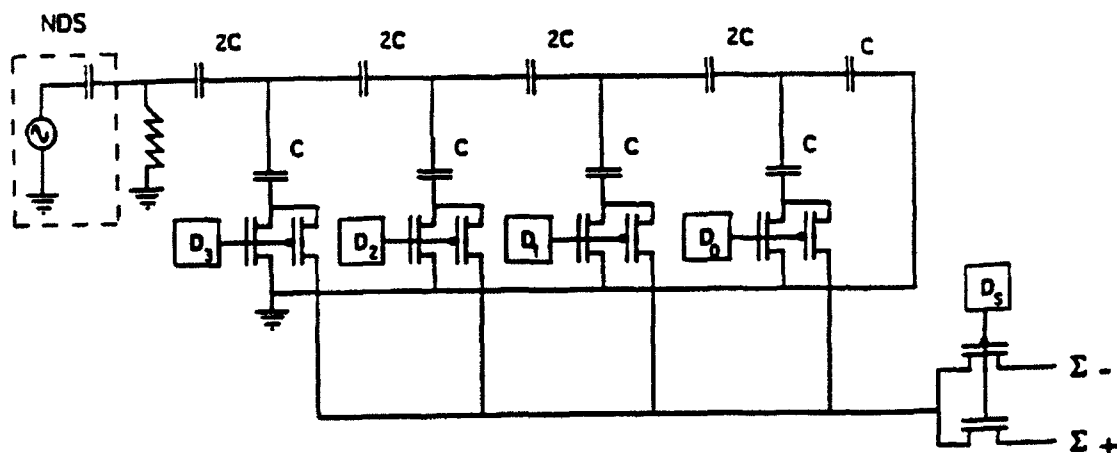 NDS
2C 2C 2C 2C C
C C C C
D₃ D₂ D₁ D₀
Dₛ
Σ -
Σ +